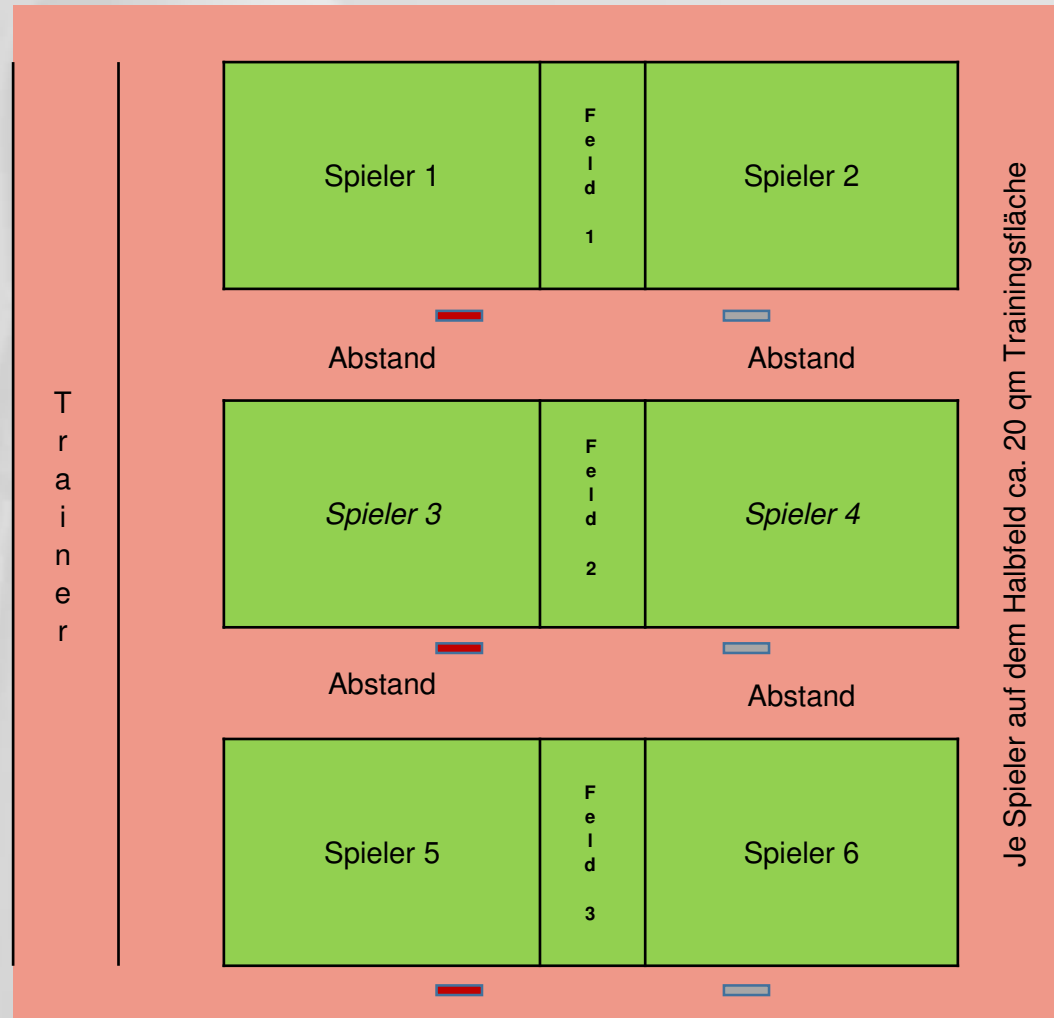 Spieler 1
Feld 1
Spieler 2
Abstand
Abstand
Trainer
Spieler 3
Feld 2
Spieler 4
Abstand
Abstand
Spieler 5
Feld 3
Spieler 6
Je Spieler auf dem Halbfeld ca. 20 qm Trainingsfläche